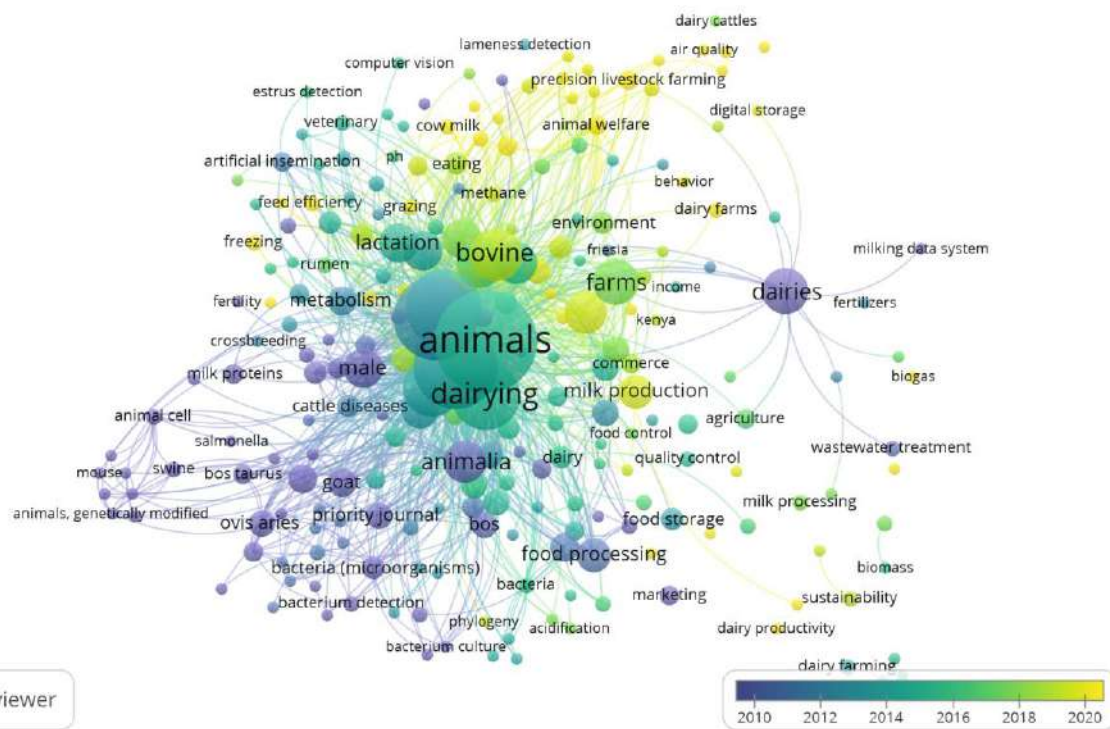 dairy cattles
lameness detection
air quality
computer vision
precision livestock farming
estrus detection
digital storage
veterinary
cow milk
animal welfare
artificial insemination
ph
eating
behavior
methane
feed efficiency
grazing
dairy farms
environment
freezing
lactation
bovine
friesia
milking data system
rumen
farms
income
dairies
fertility
metabolism
fertilizers
kenya
crossbreeding
animals
commerce
milk proteins
male
biogas
dairying
milk production
animal cell
cattle diseases
agriculture
salmonella
food control
wastewater treatment
mouse
swine
bos taurus
animalia
dairy
quality control
goat
animals, genetically modified
ovis aries
priority journal
bos
food storage
milk processing
food processing
bacteria (microorganisms)
biomass
bacteria
marketing
sustainability
bacterium detection
phylogeny
acidification
dairy productivity
bacterium culture
dairy farming
viewer
2010 2012 2014 2016 2018 2020